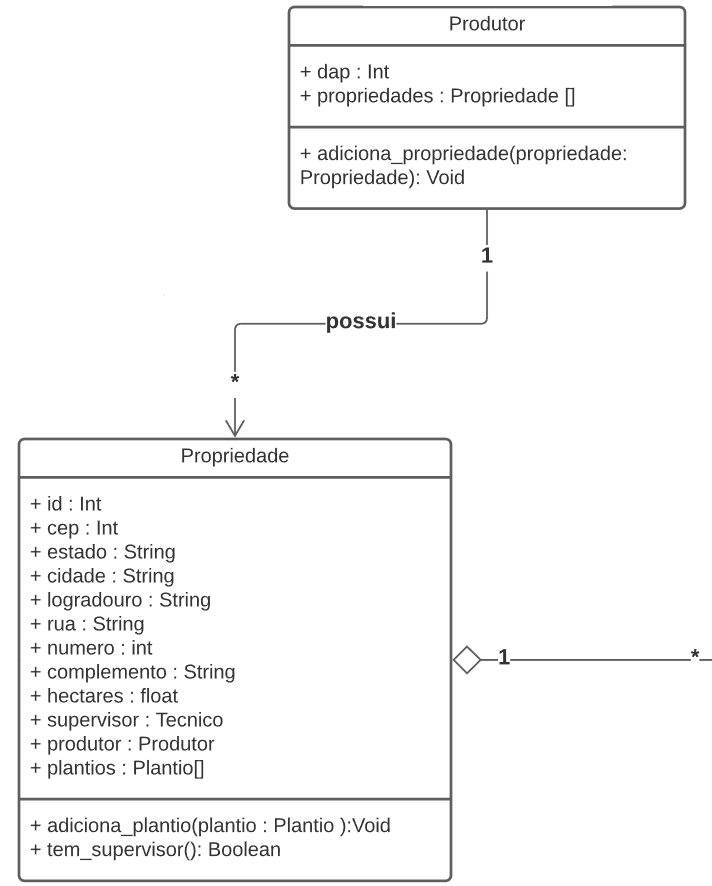 Produtor
+ dap : Int
+ propriedades : Propriedade []
+ adiciona_propriedade(propriedade:
Propriedade): Void
1
possui
*
Propriedade
+ id : Int
+ cep : Int
+ estado : String
+ cidade : String
+ logradouro : String
+ rua : String
+ numero : int
+ complemento : String
+ hectares : float
+ supervisor : Tecnico
+ produtor : Produtor
+ plantios : Plantio[]
1
*
+ adiciona_plantio(plantio : Plantio ):Void
+ tem_supervisor(): Boolean